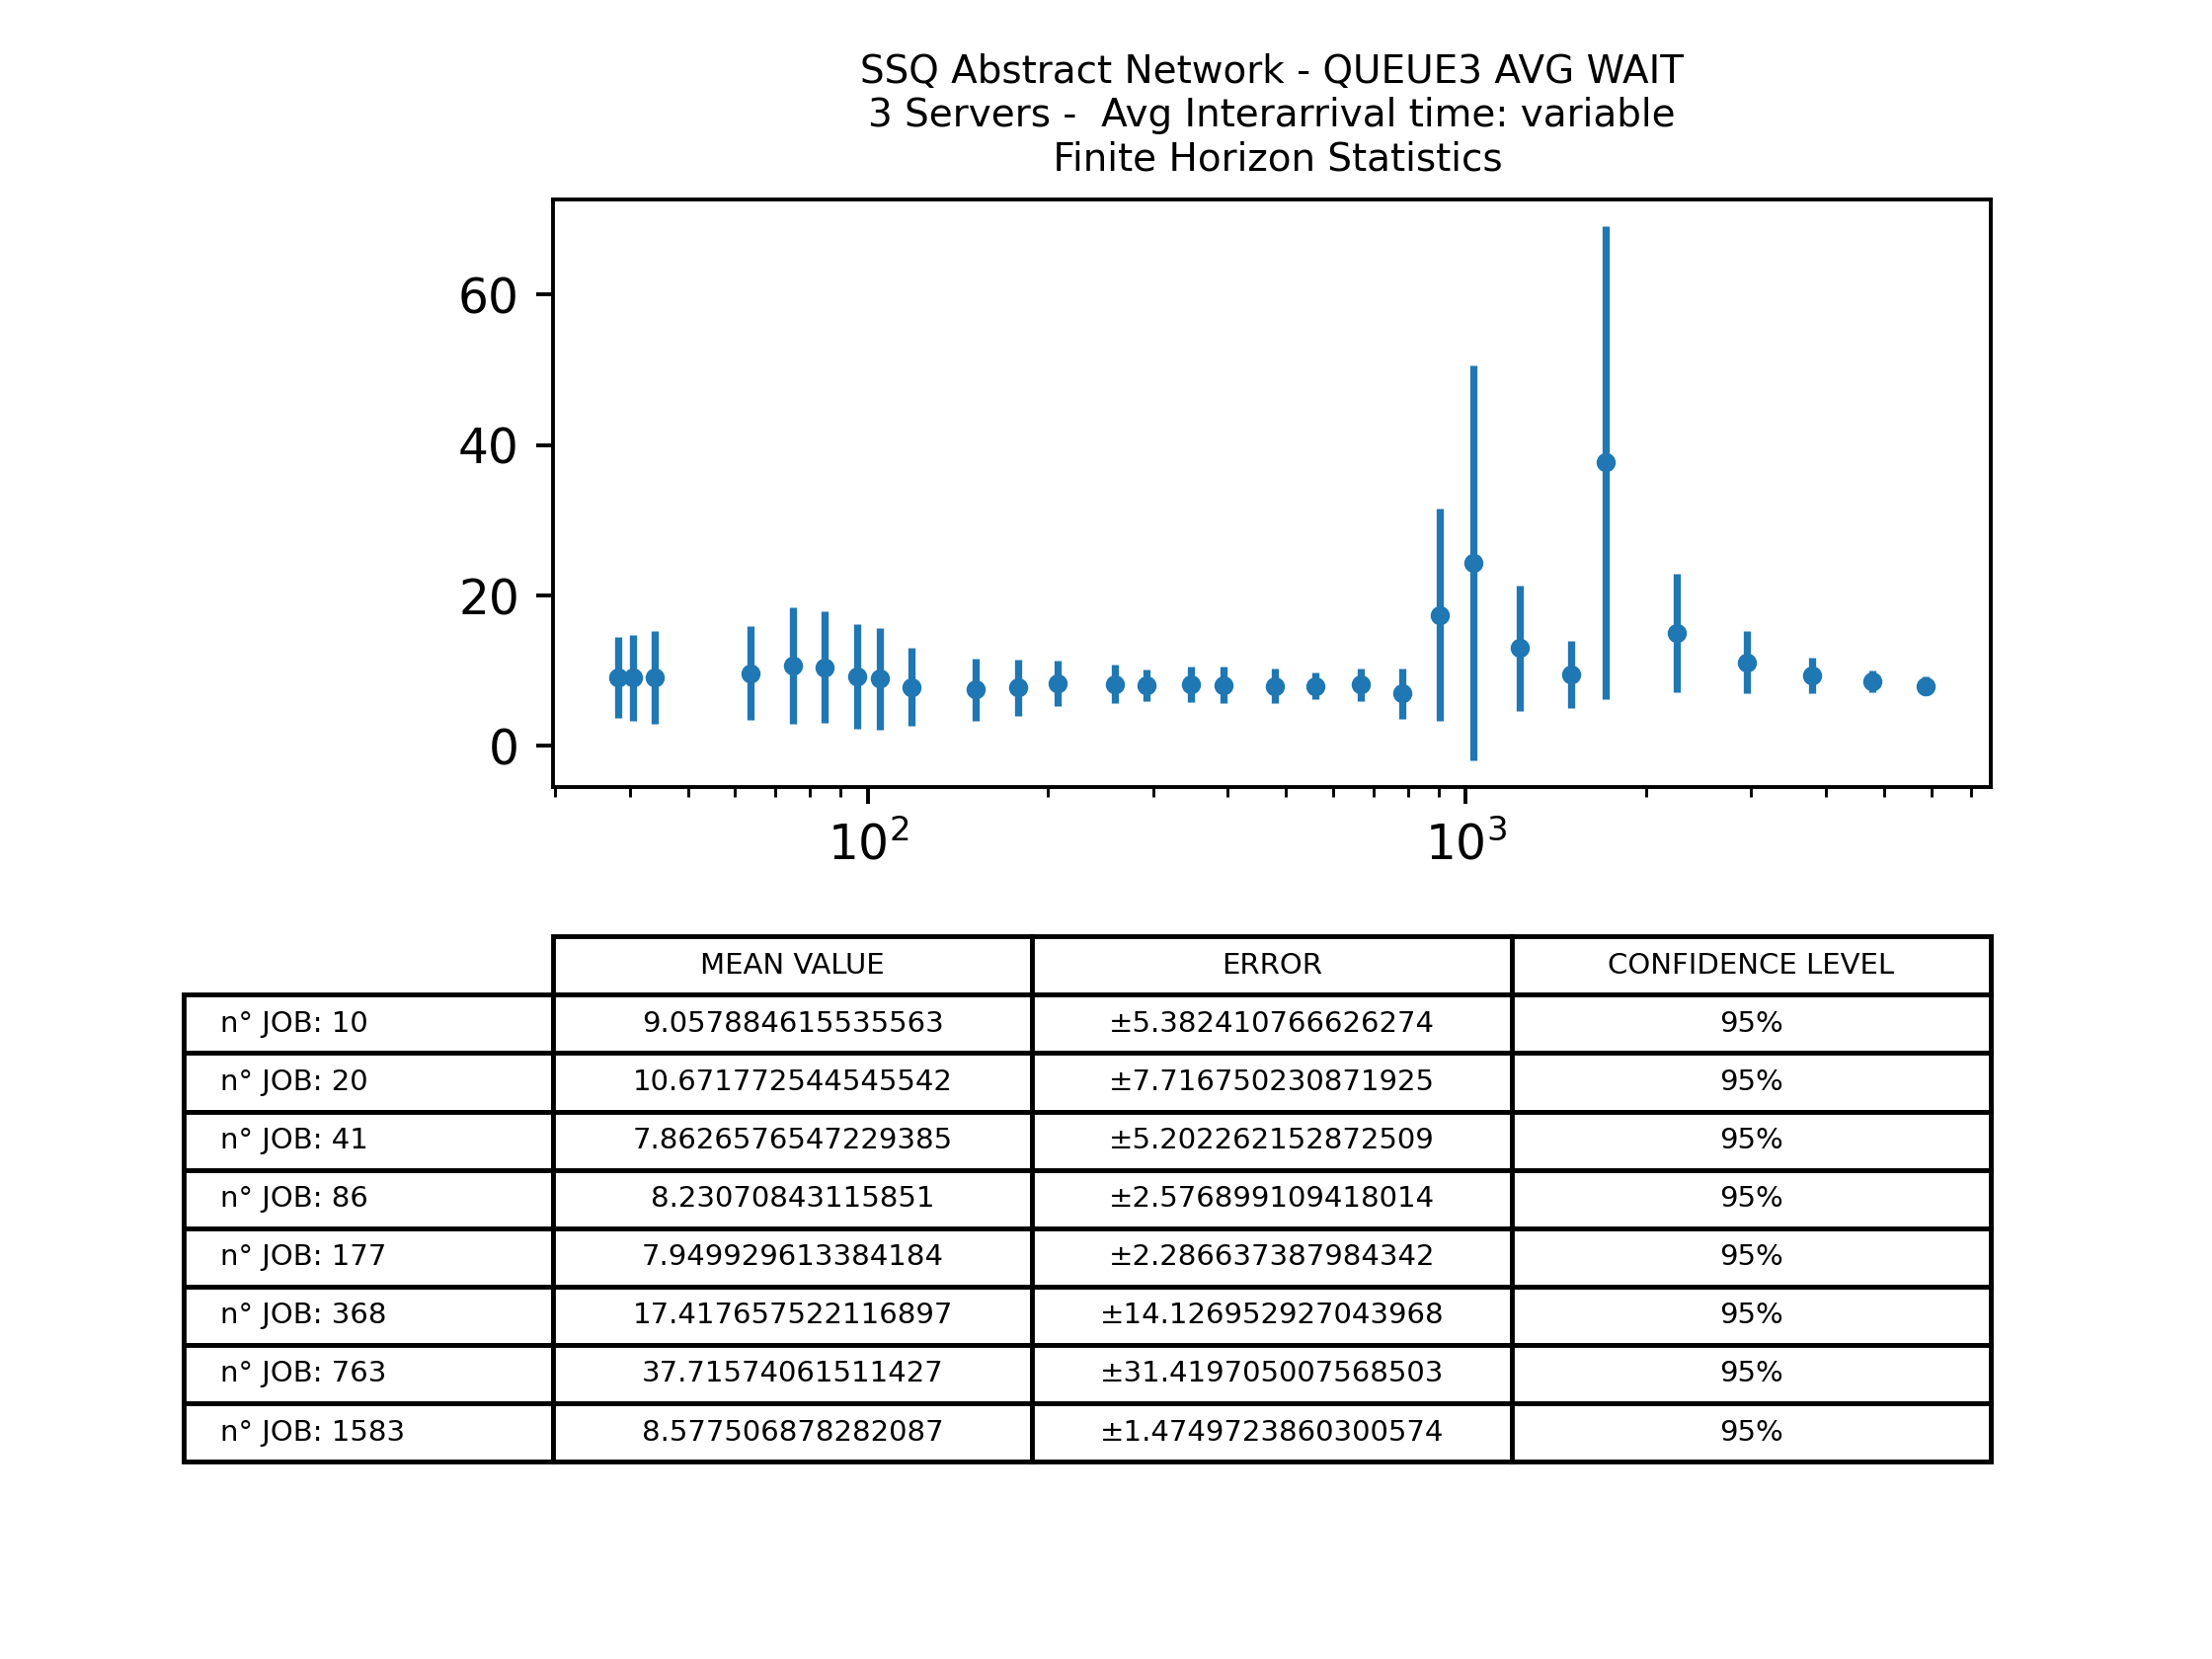 SSQ Abstract Network - QUEUE3 AVG WAIT
3 Servers -  Avg Interarrival time: variable
Finite Horizon Statistics
60
40
20
0
10²
10³
MEAN VALUE ERROR CONFIDENCE LEVEL
n° JOB: 10 9.057884615535563 ±5.382410766626274 95%
n° JOB: 20 10.671772544545542 ±7.716750230871925 95%
n° JOB: 41 7.8626576547229385 ±5.202262152872509 95%
n° JOB: 86 8.23070843115851 ±2.576899109418014 95%
n° JOB: 177 7.949929613384184 ±2.286637387984342 95%
n° JOB: 368 17.417657522116897 ±14.126952927043968 95%
n° JOB: 763 37.71574061511427 ±31.419705007568503 95%
n° JOB: 1583 8.577506878282087 ±1.4749723860300574 95%